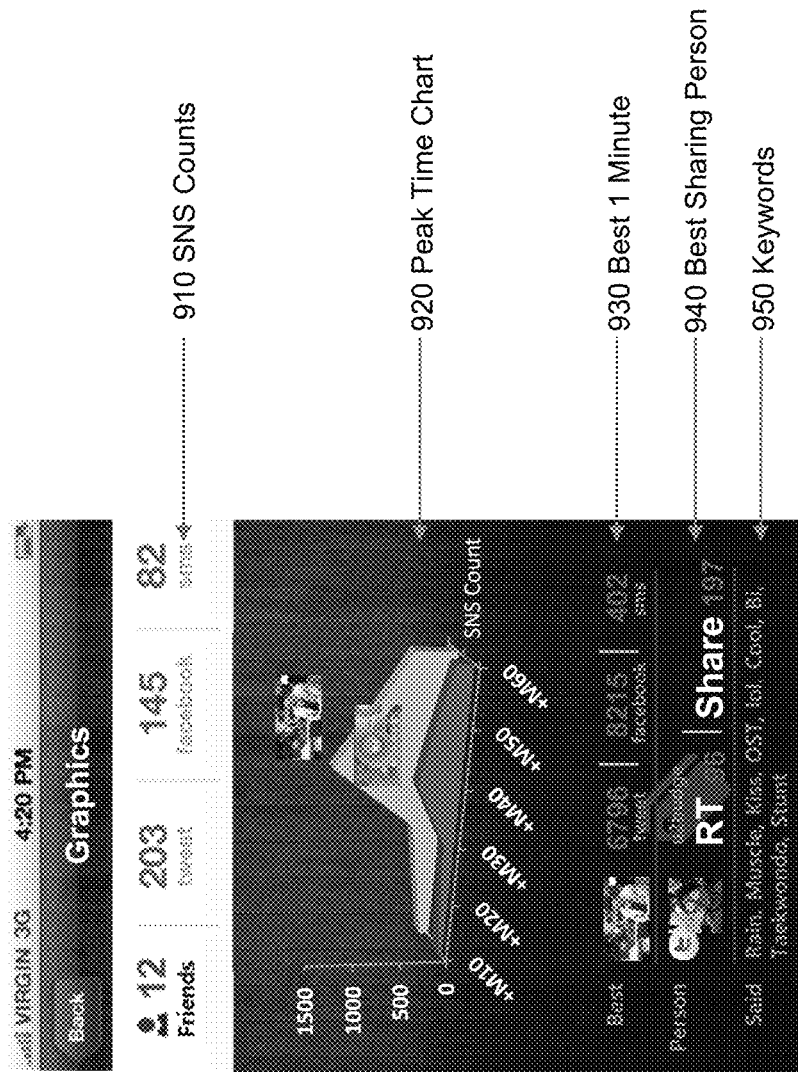 VIRGIN 3G 4:20 PM
Back Graphics
12 Friends
203 tweet
145 facebook
82 sms
910 SNS Counts
1500
1000
500
0
+M10
+M20
+M30
+M40
+M50
+M60
SNS Count
920 Peak Time Chart
Best 6706 tweet 8215 facebook 402 sms
930 Best 1 Minute
Person RT Share 197
940 Best Sharing Person
Said Rain, Muscle, Kiss, OST, lol, Cool, Bi,
Taekwondo, Stunt
950 Keywords